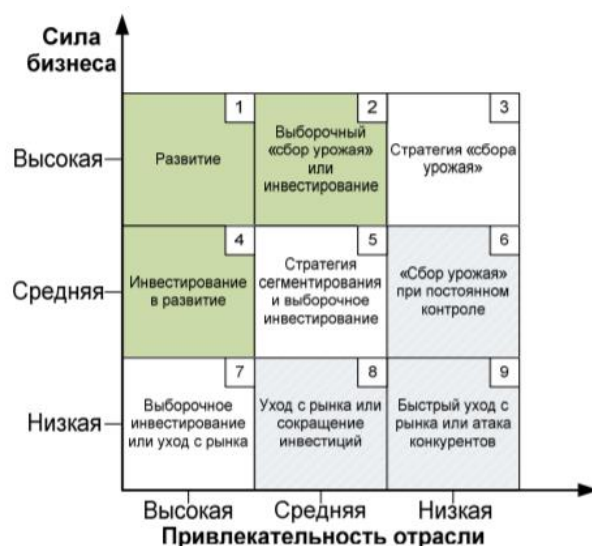 Сила
бизнеса
Высокая
1
Развитие
2
Выборочный
«сбор урожая»
или
инвестирование
3
Стратегия «сбора
урожая»
Средняя
4
Инвестирование
в развитие
5
Стратегия
сегментирования
и выборочное
инвестирование
6
«Сбор урожая»
при постоянном
контроле
Низкая
7
Выборочное
инвестирование
или уход с рынка
8
Уход с рынка или
сокращение
инвестиций
9
Быстрый уход с
рынка или атака
конкурентов
Высокая
Средняя
Низкая
Привлекательность отрасли